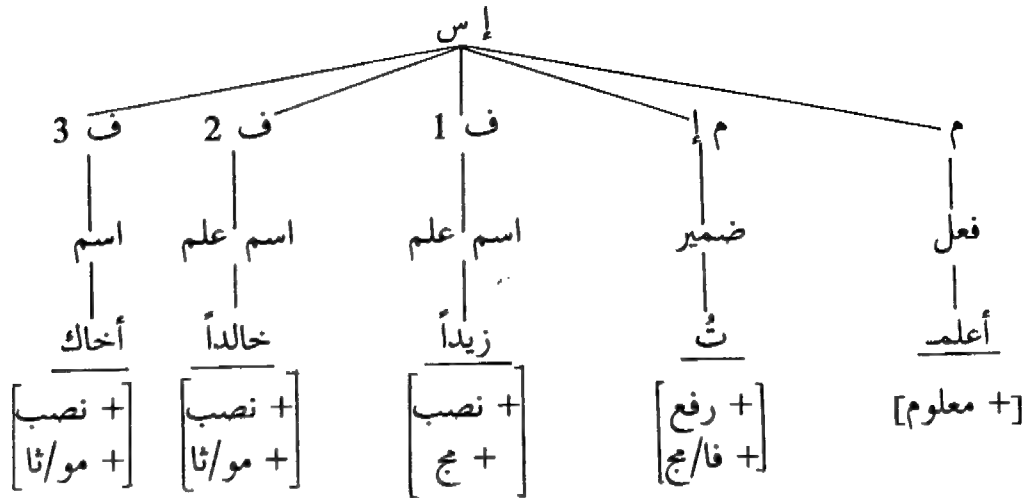 إ س
م م إ ف 1 ف 2 ف 3
فعل ضمير اسم علم اسم علم اسم
أعلمـ تُ زيداً خالداً أخاك
[+ معلوم] [+ رفع [+ نصب [+ نصب [+ نصب
+ فا/مج] + مج] + مو/ثا] + مو/ثا]